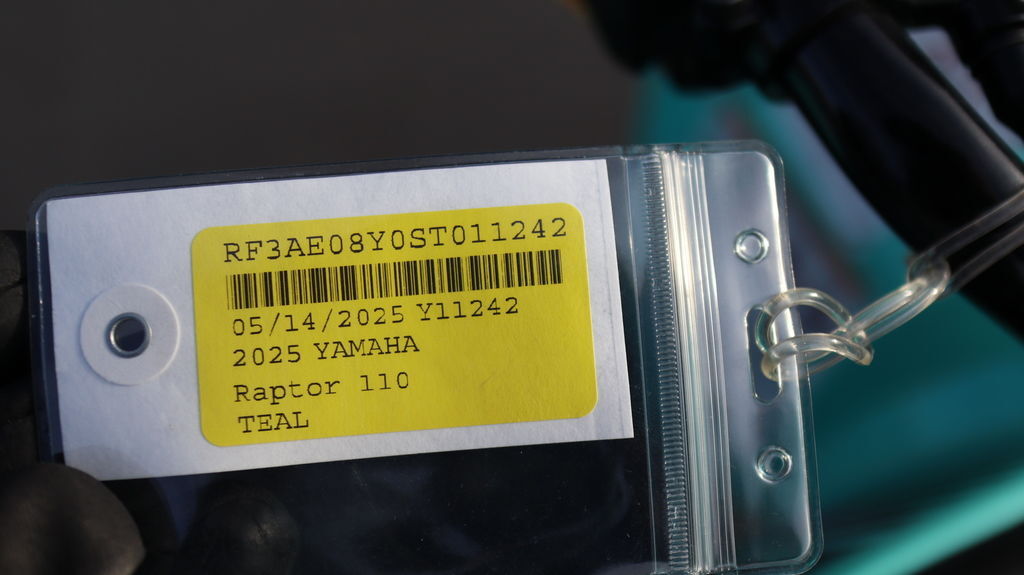 RF3AE08Y0ST011242
05/14/2025 Y11242
2025 YAMAHA
Raptor 110
TEAL